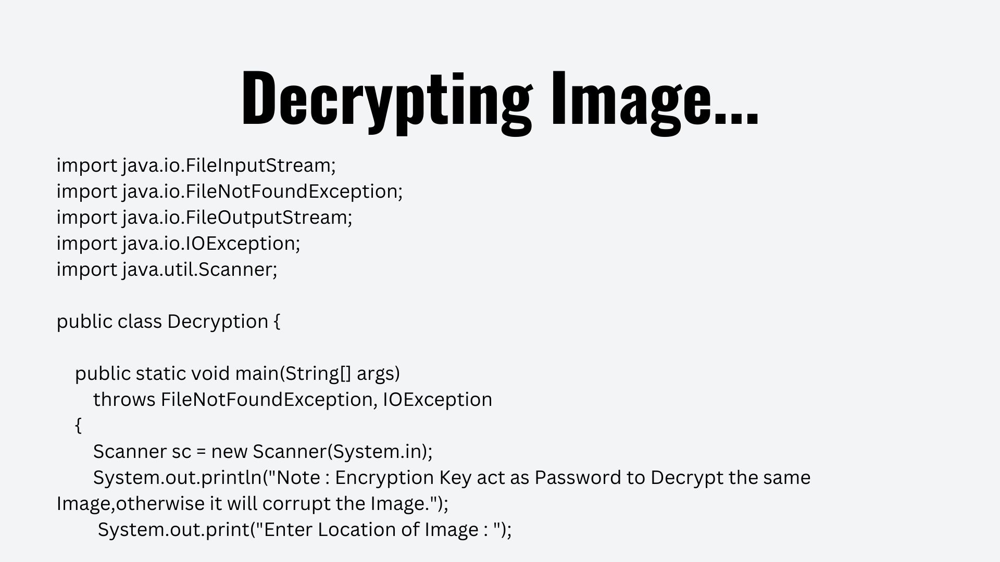 Decrypting Image...
import java.io.FileInputStream;
import java.io.FileNotFoundException;
import java.io.FileOutputStream;
import java.io.IOException;
import java.util.Scanner;
public class Decryption {
public static void main(String[] args)
throws FileNotFoundException, IOException
{
Scanner sc = new Scanner(System.in);
System.out.println("Note : Encryption Key act as Password to Decrypt the same
Image,otherwise it will corrupt the Image.");
System.out.print("Enter Location of Image : ");